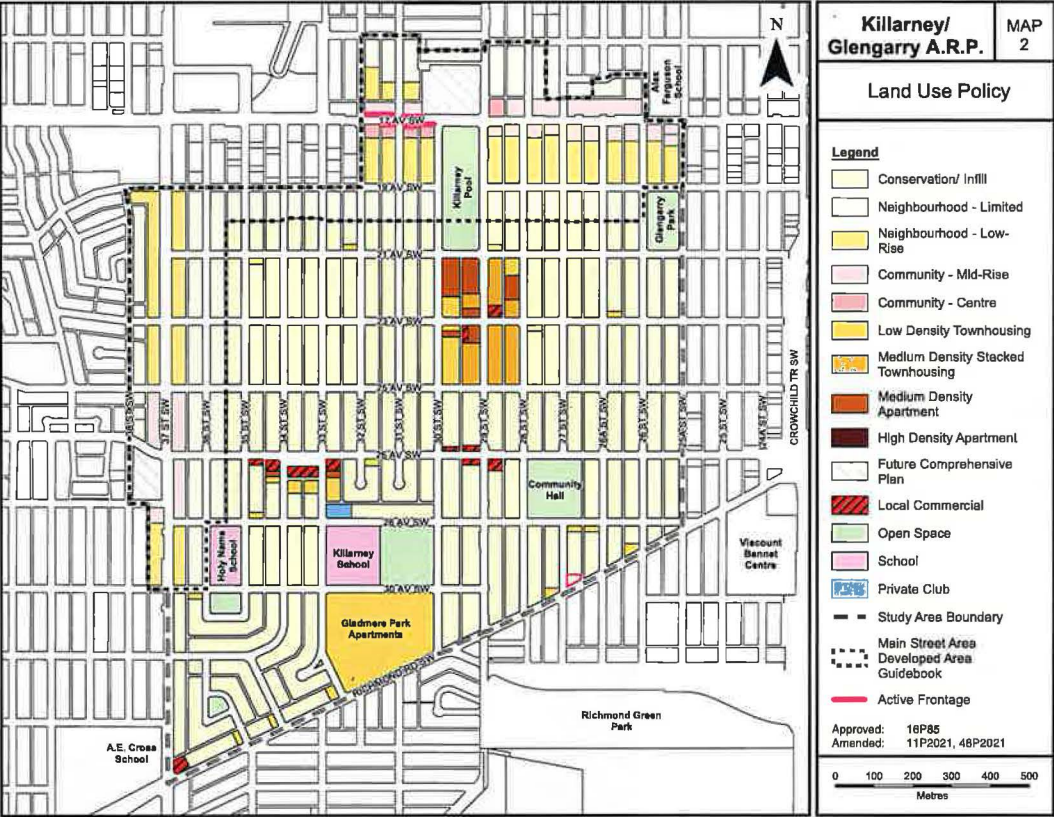 N
Alex
Ferguson
School
17 AV SW
19 AV SW
Killarney
Pool
Glengarry
Park
21 AV SW
23 AV SW
25 AV SW
38 ST SW
37 ST SW
36 ST SW
35 ST SW
34 ST SW
33 ST SW
32 ST SW
31 ST SW
30 ST SW
29 ST SW
28 ST SW
27 ST SW
26A ST SW
26 ST SW
25A ST SW
25 ST SW
24A ST SW
CROWCHILD TR SW
26 AV SW
Community
Hall
28 AV SW
Holy Name
School
Killarney
School
Viscount
Bennet
Centre
30 AV SW
Gladmere Park
Apartments
RICHMOND RD SW
Richmond Green
Park
A.E. Cross
School
Killarney/
Glengarry A.R.P.
MAP
2
Land Use Policy
Legend
Conservation/ Infill
Neighbourhood - Limited
Neighbourhood - Low-
Rise
Community - Mid-Rise
Community - Centre
Low Density Townhousing
Medium Density Stacked
Townhousing
Medium Density
Apartment
High Density Apartment
Future Comprehensive
Plan
Local Commercial
Open Space
School
Private Club
Study Area Boundary
Main Street Area
Developed Area
Guidebook
Active Frontage
Approved: 16P85
Amended: 11P2021, 46P2021
0 100 200 300 400 500
Metres